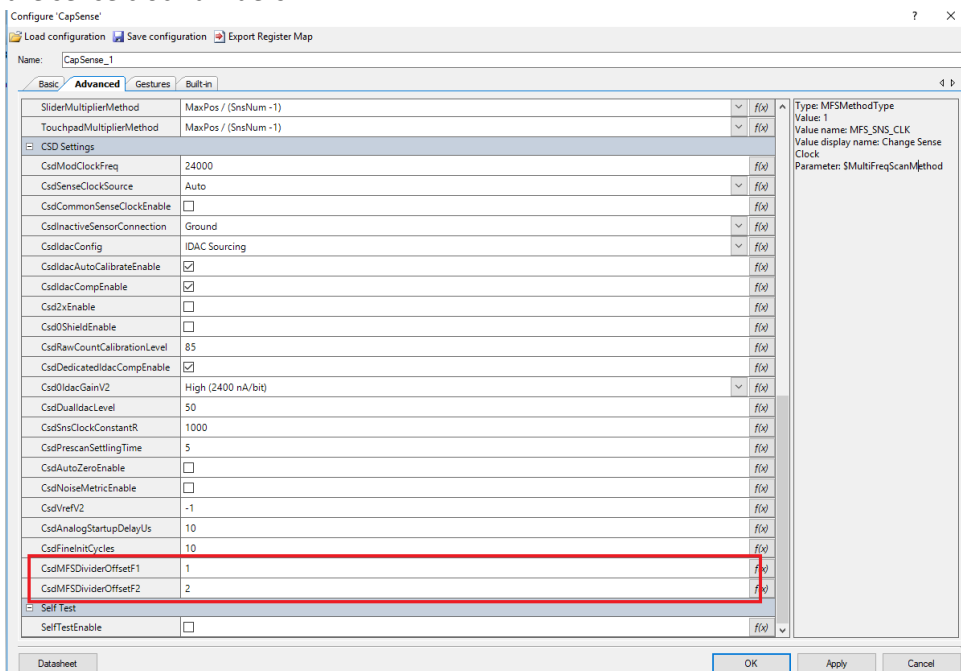 Configure 'CapSense'
? ×
Load configuration Save configuration Export Register Map
Name: CapSense_1
Basic Advanced Gestures Built-in
SliderMultiplierMethod MaxPos / (SnsNum -1) f(x)
TouchpadMultiplierMethod MaxPos / (SnsNum -1) f(x)
CSD Settings
CsdModClockFreq 24000 f(x)
CsdSenseClockSource Auto f(x)
CsdCommonSenseClockEnable f(x)
CsdInactiveSensorConnection Ground f(x)
CsdIdacConfig IDAC Sourcing f(x)
CsdIdacAutoCalibrateEnable f(x)
CsdIdacCompEnable f(x)
Csd2xEnable f(x)
Csd0ShieldEnable f(x)
CsdRawCountCalibrationLevel 85 f(x)
CsdDedicatedIdacCompEnable f(x)
Csd0IdacGainV2 High (2400 nA/bit) f(x)
CsdDualIdacLevel 50 f(x)
CsdSnsClockConstantR 1000 f(x)
CsdPrescanSettlingTime 5 f(x)
CsdAutoZeroEnable f(x)
CsdNoiseMetricEnable f(x)
CsdVrefV2 -1 f(x)
CsdAnalogStartupDelayUs 10 f(x)
CsdFineInitCycles 10 f(x)
CsdMFSDividerOffsetF1 1 f(x)
CsdMFSDividerOffsetF2 2 f(x)
Self Test
SelfTestEnable f(x)
Type: MFSMethodType
Value: 1
Value name: MFS_SNS_CLK
Value display name: Change Sense
Clock
Parameter: $MultiFreqScanMethod
Datasheet OK Apply Cancel